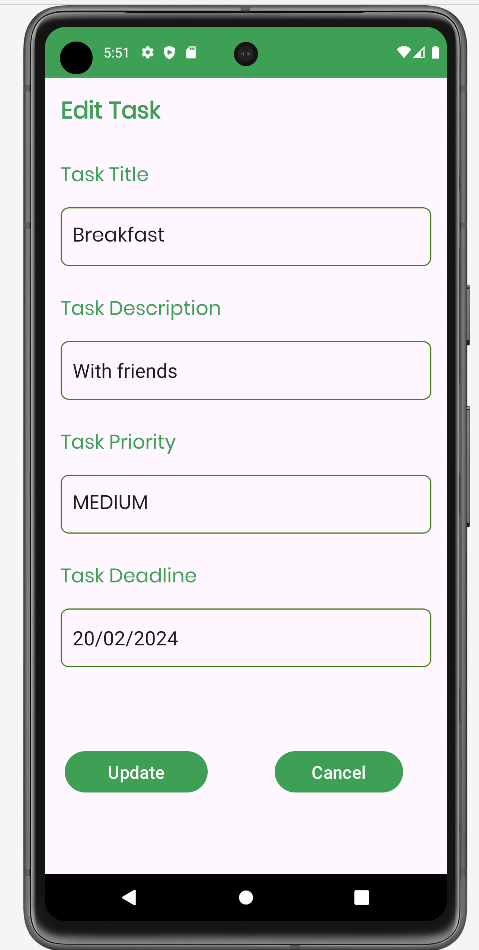 5:51
Edit Task
Task Title
Breakfast
Task Description
With friends
Task Priority
MEDIUM
Task Deadline
20/02/2024
Update Cancel